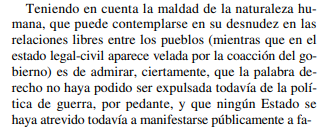 Teniendo en cuenta la maldad de la naturaleza hu-
mana, que puede contemplarse en su desnudez en las
relaciones libres entre los pueblos (mientras que en el
estado legal-civil aparece velada por la coacción del go-
bierno) es de admirar, ciertamente, que la palabra de-
recho no haya podido ser expulsada todavía de la polí-
tica de guerra, por pedante, y que ningún Estado se
haya atrevido todavía a manifestarse públicamente a fa-